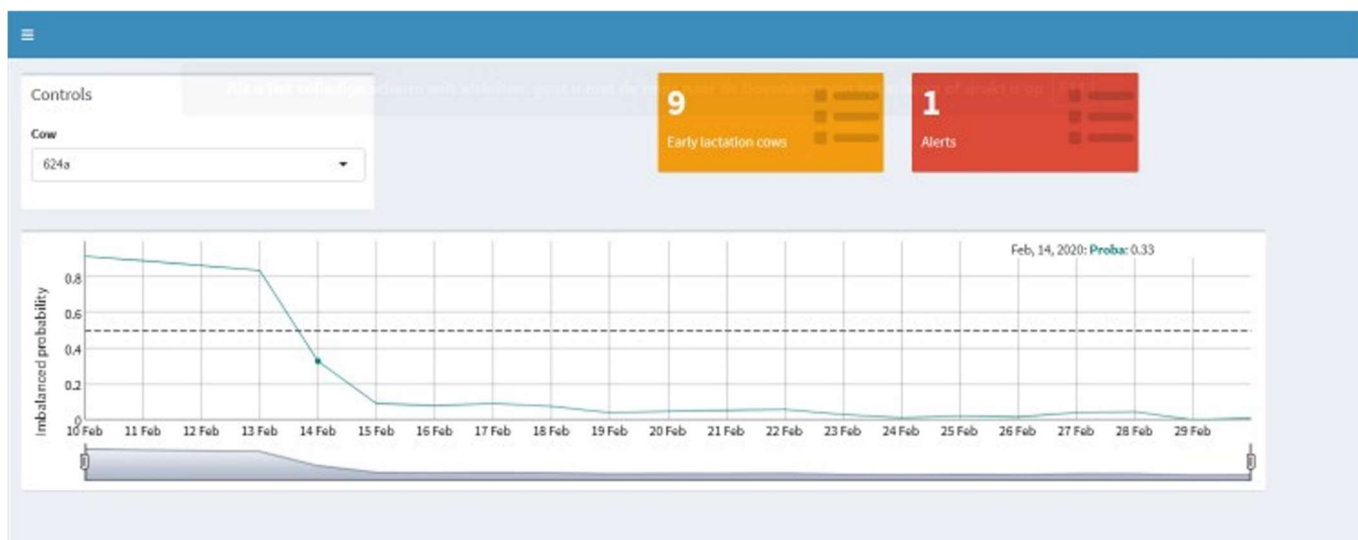 Controls
Cow
624a
9
Early lactation cows
1
Alerts
Feb, 14, 2020: Proba: 0.33
Imbalanced probability
0.8
0.6
0.4
0.2
0
10 Feb 11 Feb 12 Feb 13 Feb 14 Feb 15 Feb 16 Feb 17 Feb 18 Feb 19 Feb 20 Feb 21 Feb 22 Feb 23 Feb 24 Feb 25 Feb 26 Feb 27 Feb 28 Feb 29 Feb